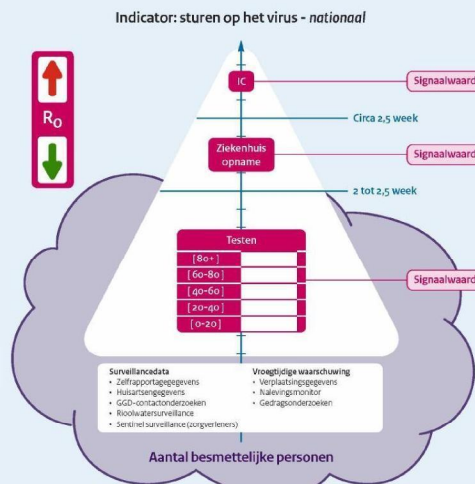 Indicator: sturen op het virus - nationaal
R0
IC
Signaalwaard
Circa 2,5 week
Ziekenhuis
opname
Signaalwaard
2 tot 2,5 week
Testen
[80+]
[60-80]
[40-60]
[20-40]
[0-20]
Signaalwaard
Surveillancedata
• Zelfrapportagegegevens
• Huisartsengegevens
• GGD-contactonderzoeken
• Rioolwatersurveillance
• Sentinel surveillance (zorgverleners)
Vroegtijdige waarschuwing
• Verplaatsingsgegevens
• Nalevingsmonitor
• Gedragsonderzoeken
Aantal besmettelijke personen